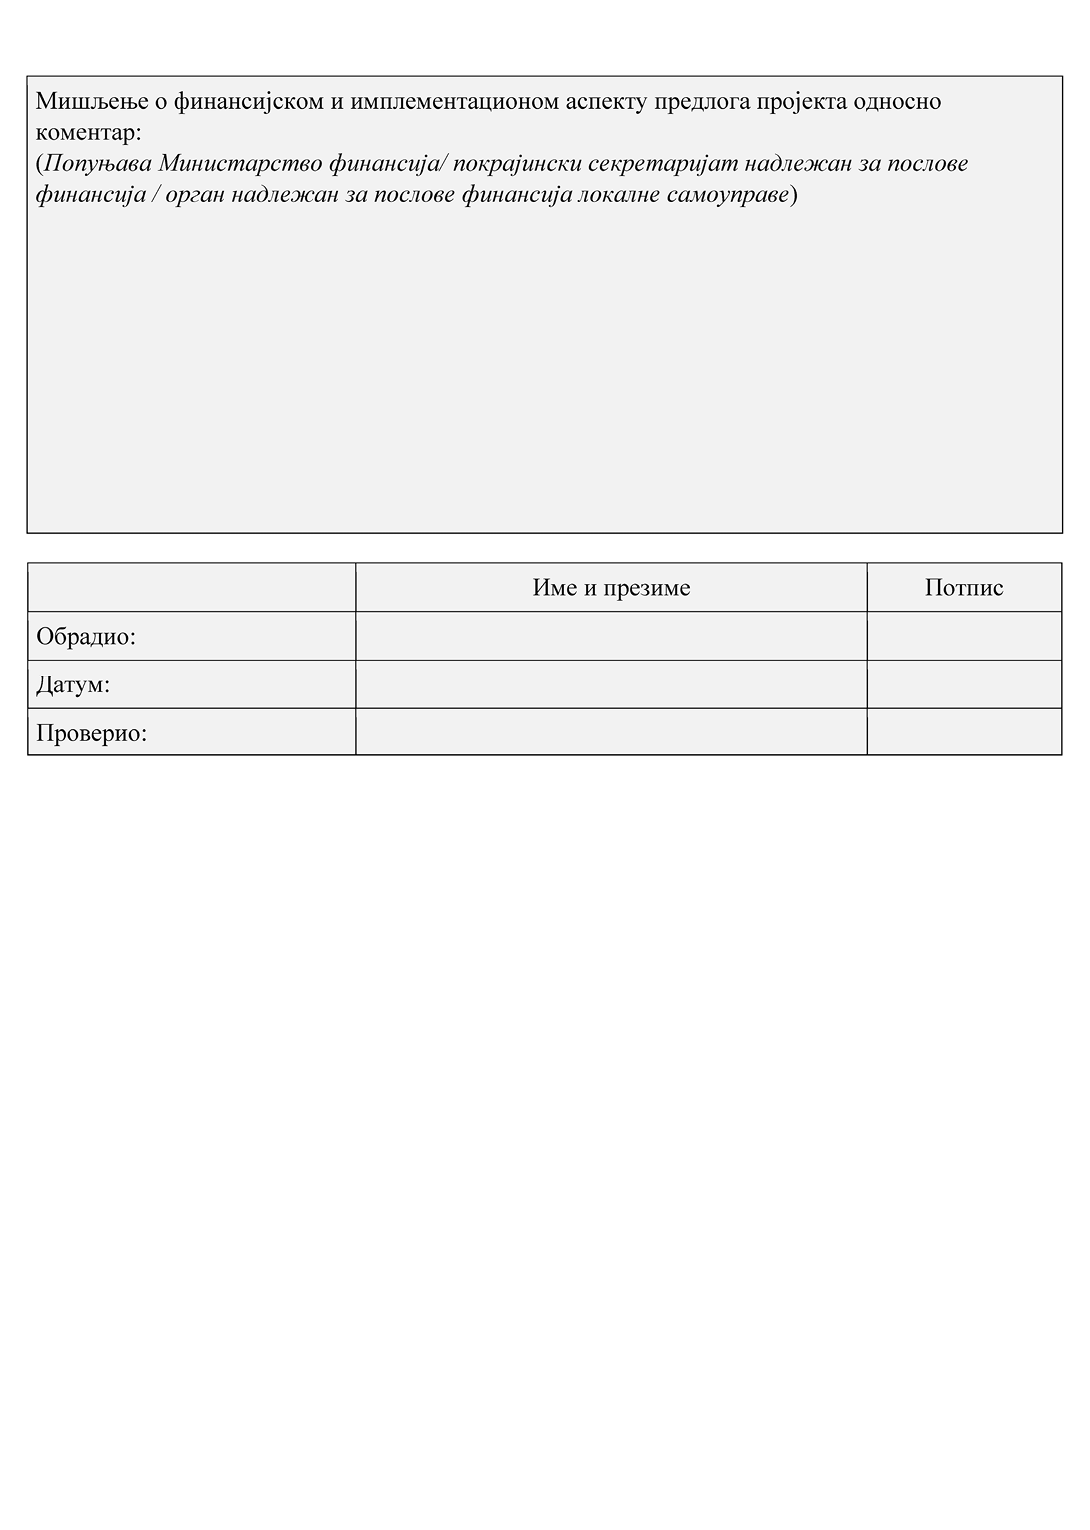 Мишљење о финансијском и имплементационом аспекту предлога пројекта односно
коментар:
(Попуњава Министарство финансија/ покрајински секретаријат надлежан за послове
финансија / орган надлежан за послове финансија локалне самоуправе)
Име и презиме Потпис
Обрадио:
Датум:
Проверио: